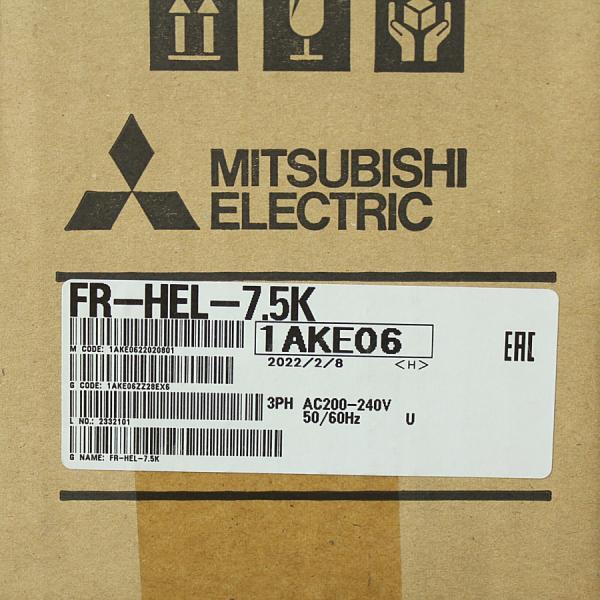 MITSUBISHI
ELECTRIC
FR-HEL-7.5K
1AKE06
M CODE: 1AKE0622020801
2022/2/8 <H>
EAC
G CODE: 1AKE06ZZ28EX6
3PH AC200-240V
50/60Hz U
L NO.: 2332101
G NAME: FR-HEL-7.5K